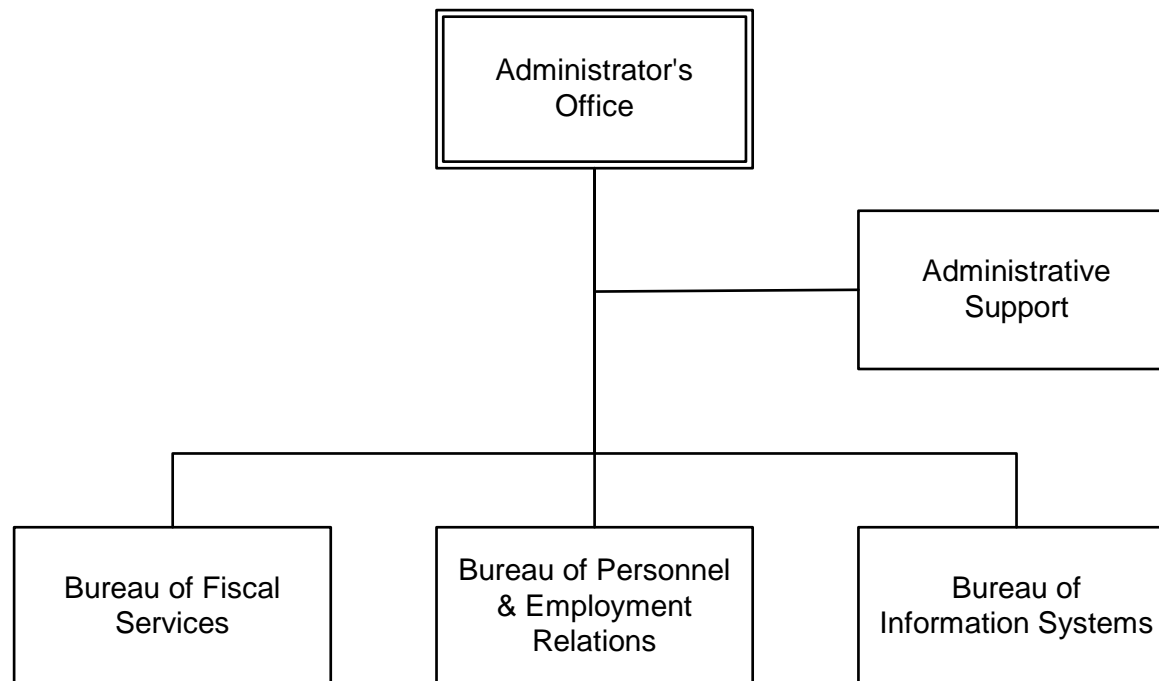 Administrator's
Office
Administrative
Support
Bureau of Fiscal
Services
Bureau of Personnel
& Employment
Relations
Bureau of
Information Systems